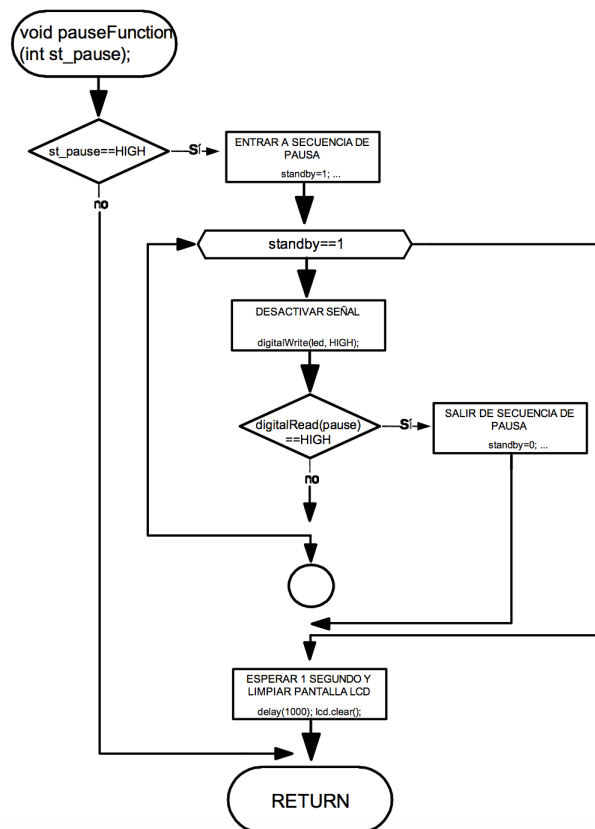 void pauseFunction
(int st_pause);
st_pause==HIGH
Sí
ENTRAR A SECUENCIA DE
PAUSA
standby=1; ...
no
standby==1
DESACTIVAR SEÑAL
digitalWrite(led, HIGH);
digitalRead(pause)
==HIGH
Sí
SALIR DE SECUENCIA DE
PAUSA
standby=0; ...
no
ESPERAR 1 SEGUNDO Y
LIMPIAR PANTALLA LCD
delay(1000); lcd.clear();
RETURN